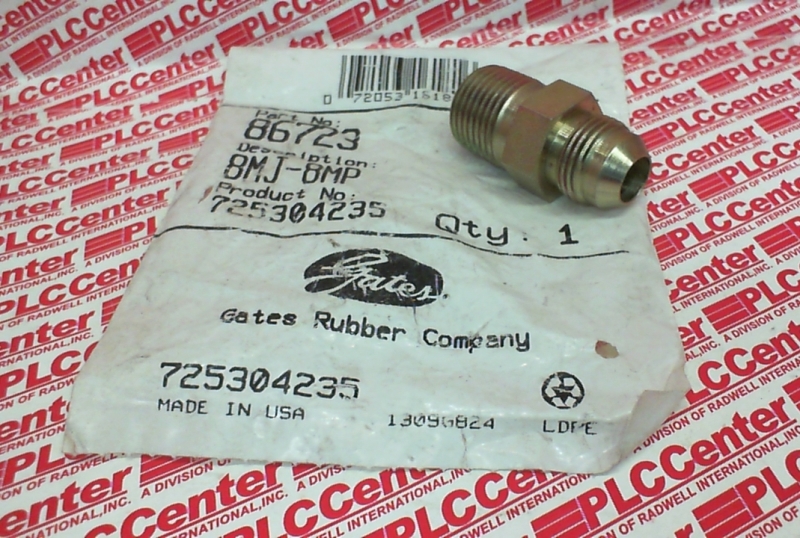 0 72053 1618
Part No:
86723
Description:
8MJ-8MP
Product No:
725304235
Qty. 1
Gates
Gates Rubber Company
725304235
MADE IN USA
13096824
LDPE
PLCCenter
A DIVISION OF RADWELL INTERNATIONAL,INC.